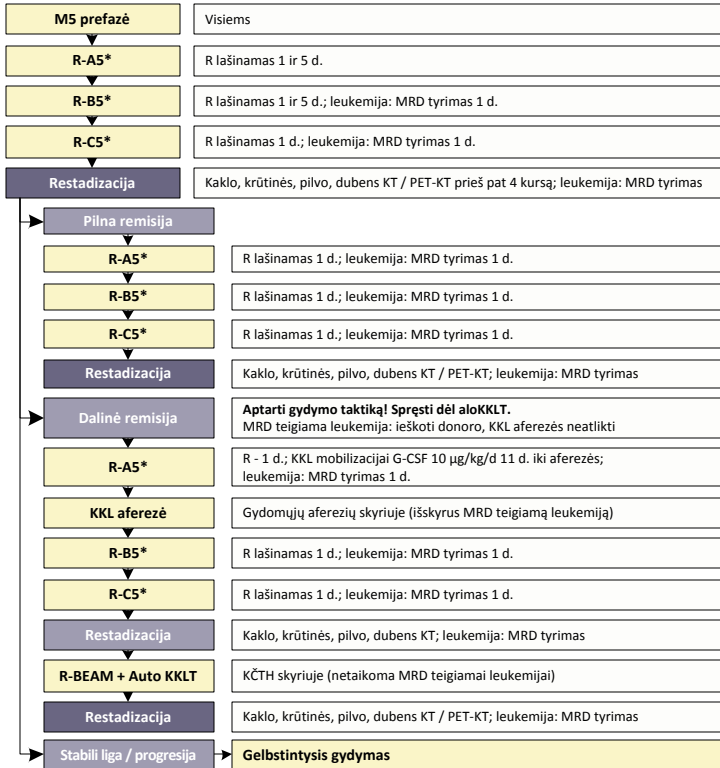 M5 prefazė
Visiems
R-A5*
R lašinamas 1 ir 5 d.
R-B5*
R lašinamas 1 ir 5 d.; leukemija: MRD tyrimas 1 d.
R-C5*
R lašinamas 1 d.; leukemija: MRD tyrimas 1 d.
Restadizacija
Kaklo, krūtinės, pilvo, dubens KT / PET-KT prieš pat 4 kursą; leukemija: MRD tyrimas
Pilna remisija
R-A5*
R lašinamas 1 d.; leukemija: MRD tyrimas 1 d.
R-B5*
R lašinamas 1 d.; leukemija: MRD tyrimas 1 d.
R-C5*
R lašinamas 1 d.; leukemija: MRD tyrimas 1 d.
Restadizacija
Kaklo, krūtinės, pilvo, dubens KT / PET-KT; leukemija: MRD tyrimas
Dalinė remisija
Aptarti gydymo taktiką! Spręsti dėl aloKKLT.
MRD teigiama leukemija: ieškoti donoro, KKL aferezės neatlikti
R-A5*
R - 1 d.; KKL mobilizacijai G-CSF 10 µg/kg/d 11 d. iki aferezės;
leukemija: MRD tyrimas 1 d.
KKL aferezė
Gydomųjų aferezių skyriuje (išskyrus MRD teigiamą leukemiją)
R-B5*
R lašinamas 1 d.; leukemija: MRD tyrimas 1 d.
R-C5*
R lašinamas 1 d.; leukemija: MRD tyrimas 1 d.
Restadizacija
Kaklo, krūtinės, pilvo, dubens KT; leukemija: MRD tyrimas
R-BEAM + Auto KKLT
KČTH skyriuje (netaikoma MRD teigiamai leukemijai)
Restadizacija
Kaklo, krūtinės, pilvo, dubens KT / PET-KT; leukemija: MRD tyrimas
Stabili liga / progresija
Gelbstintysis gydymas